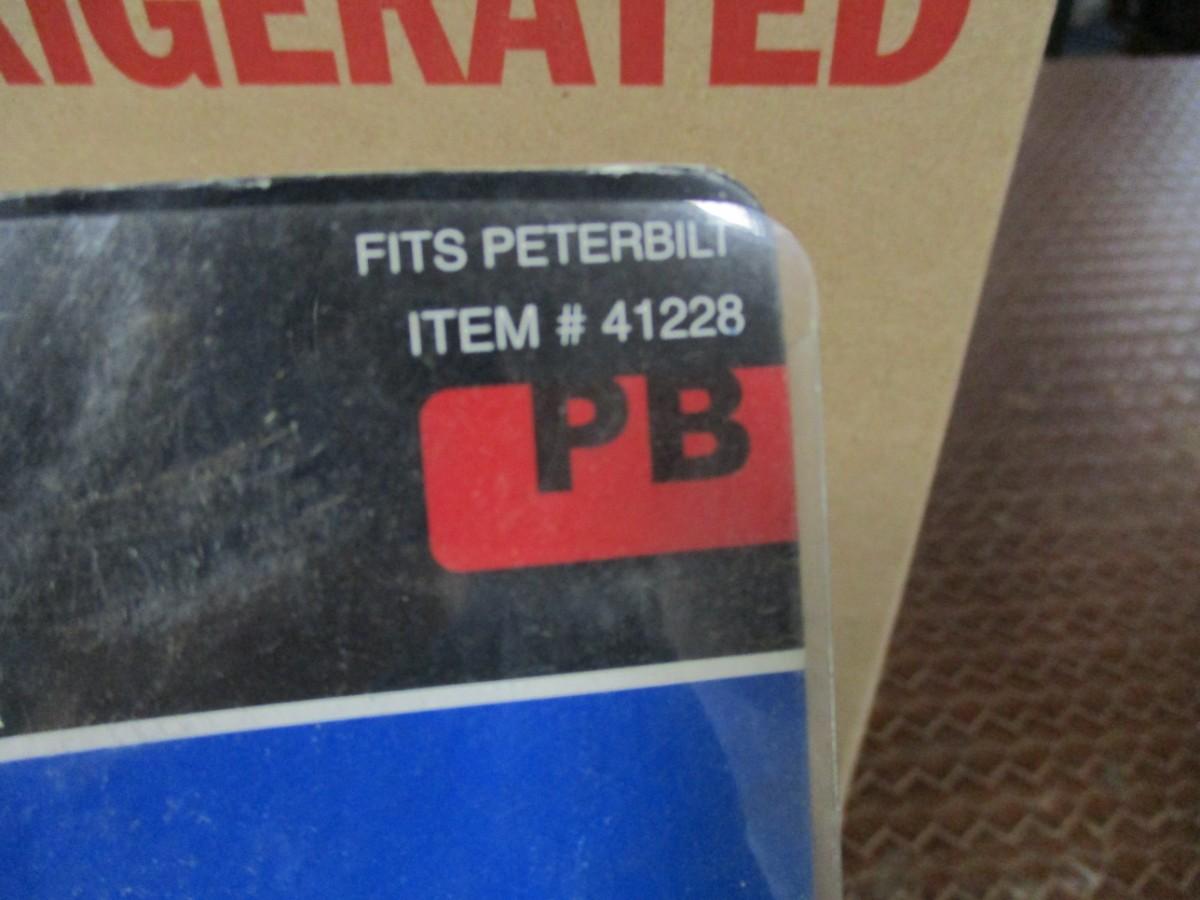 RIGERATED
FITS PETERBILT
ITEM # 41228
PB